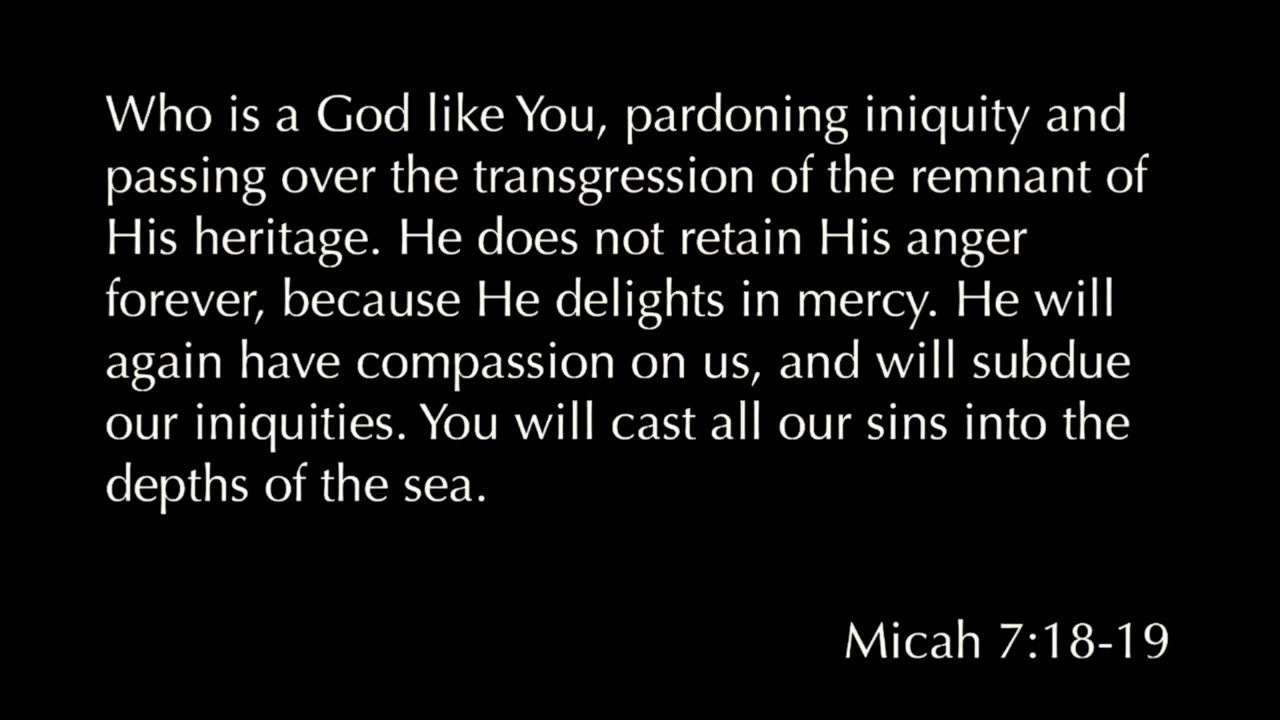 Who is a God like You, pardoning iniquity and
passing over the transgression of the remnant of
His heritage. He does not retain His anger
forever, because He delights in mercy. He will
again have compassion on us, and will subdue
our iniquities. You will cast all our sins into the
depths of the sea.
Micah 7:18-19